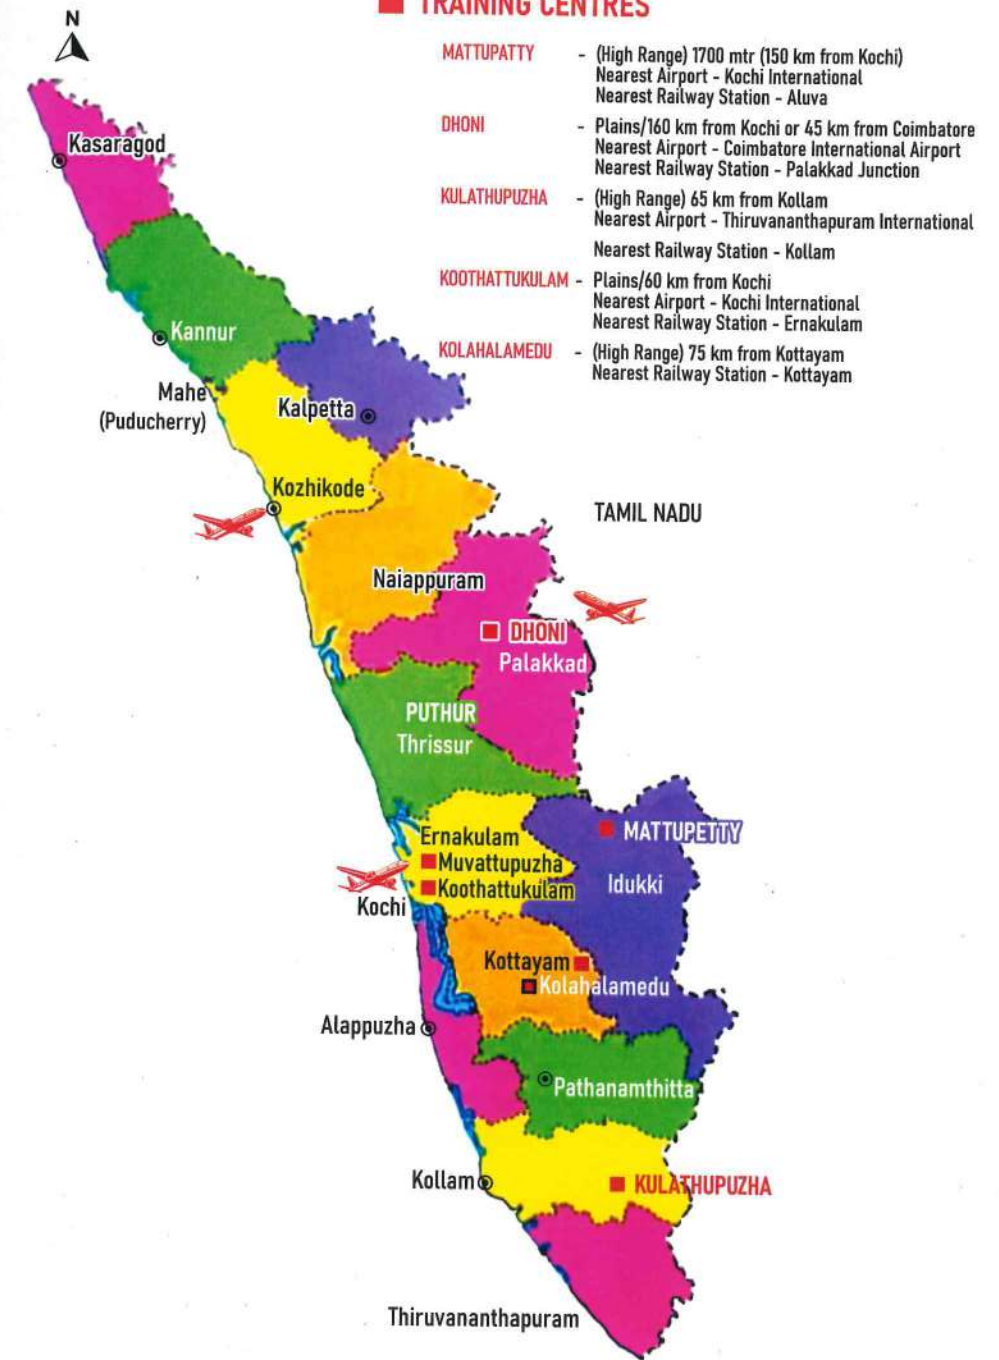 TRAINING CENTRES
N
MATTUPATTY - (High Range) 1700 mtr (150 km from Kochi)
Nearest Airport - Kochi International
Nearest Railway Station - Aluva
DHONI - Plains/160 km from Kochi or 45 km from Coimbatore
Nearest Airport - Coimbatore International Airport
Nearest Railway Station - Palakkad Junction
KULATHUPUZHA - (High Range) 65 km from Kollam
Nearest Airport - Thiruvananthapuram International
Nearest Railway Station - Kollam
KOOTHATTUKULAM - Plains/60 km from Kochi
Nearest Airport - Kochi International
Nearest Railway Station - Ernakulam
KOLAHALAMEDU - (High Range) 75 km from Kottayam
Nearest Railway Station - Kottayam
Kasaragod
Kannur
Mahe
(Puducherry)
Kalpetta
Kozhikode
TAMIL NADU
Naiappuram
DHONI
Palakkad
PUTHUR
Thrissur
Ernakulam
MATTUPETTY
Muvattupuzha
Koothattukulam
Idukki
Kochi
Kottayam
Kolahalamedu
Alappuzha
Pathanamthitta
Kollam
KULATHUPUZHA
Thiruvananthapuram